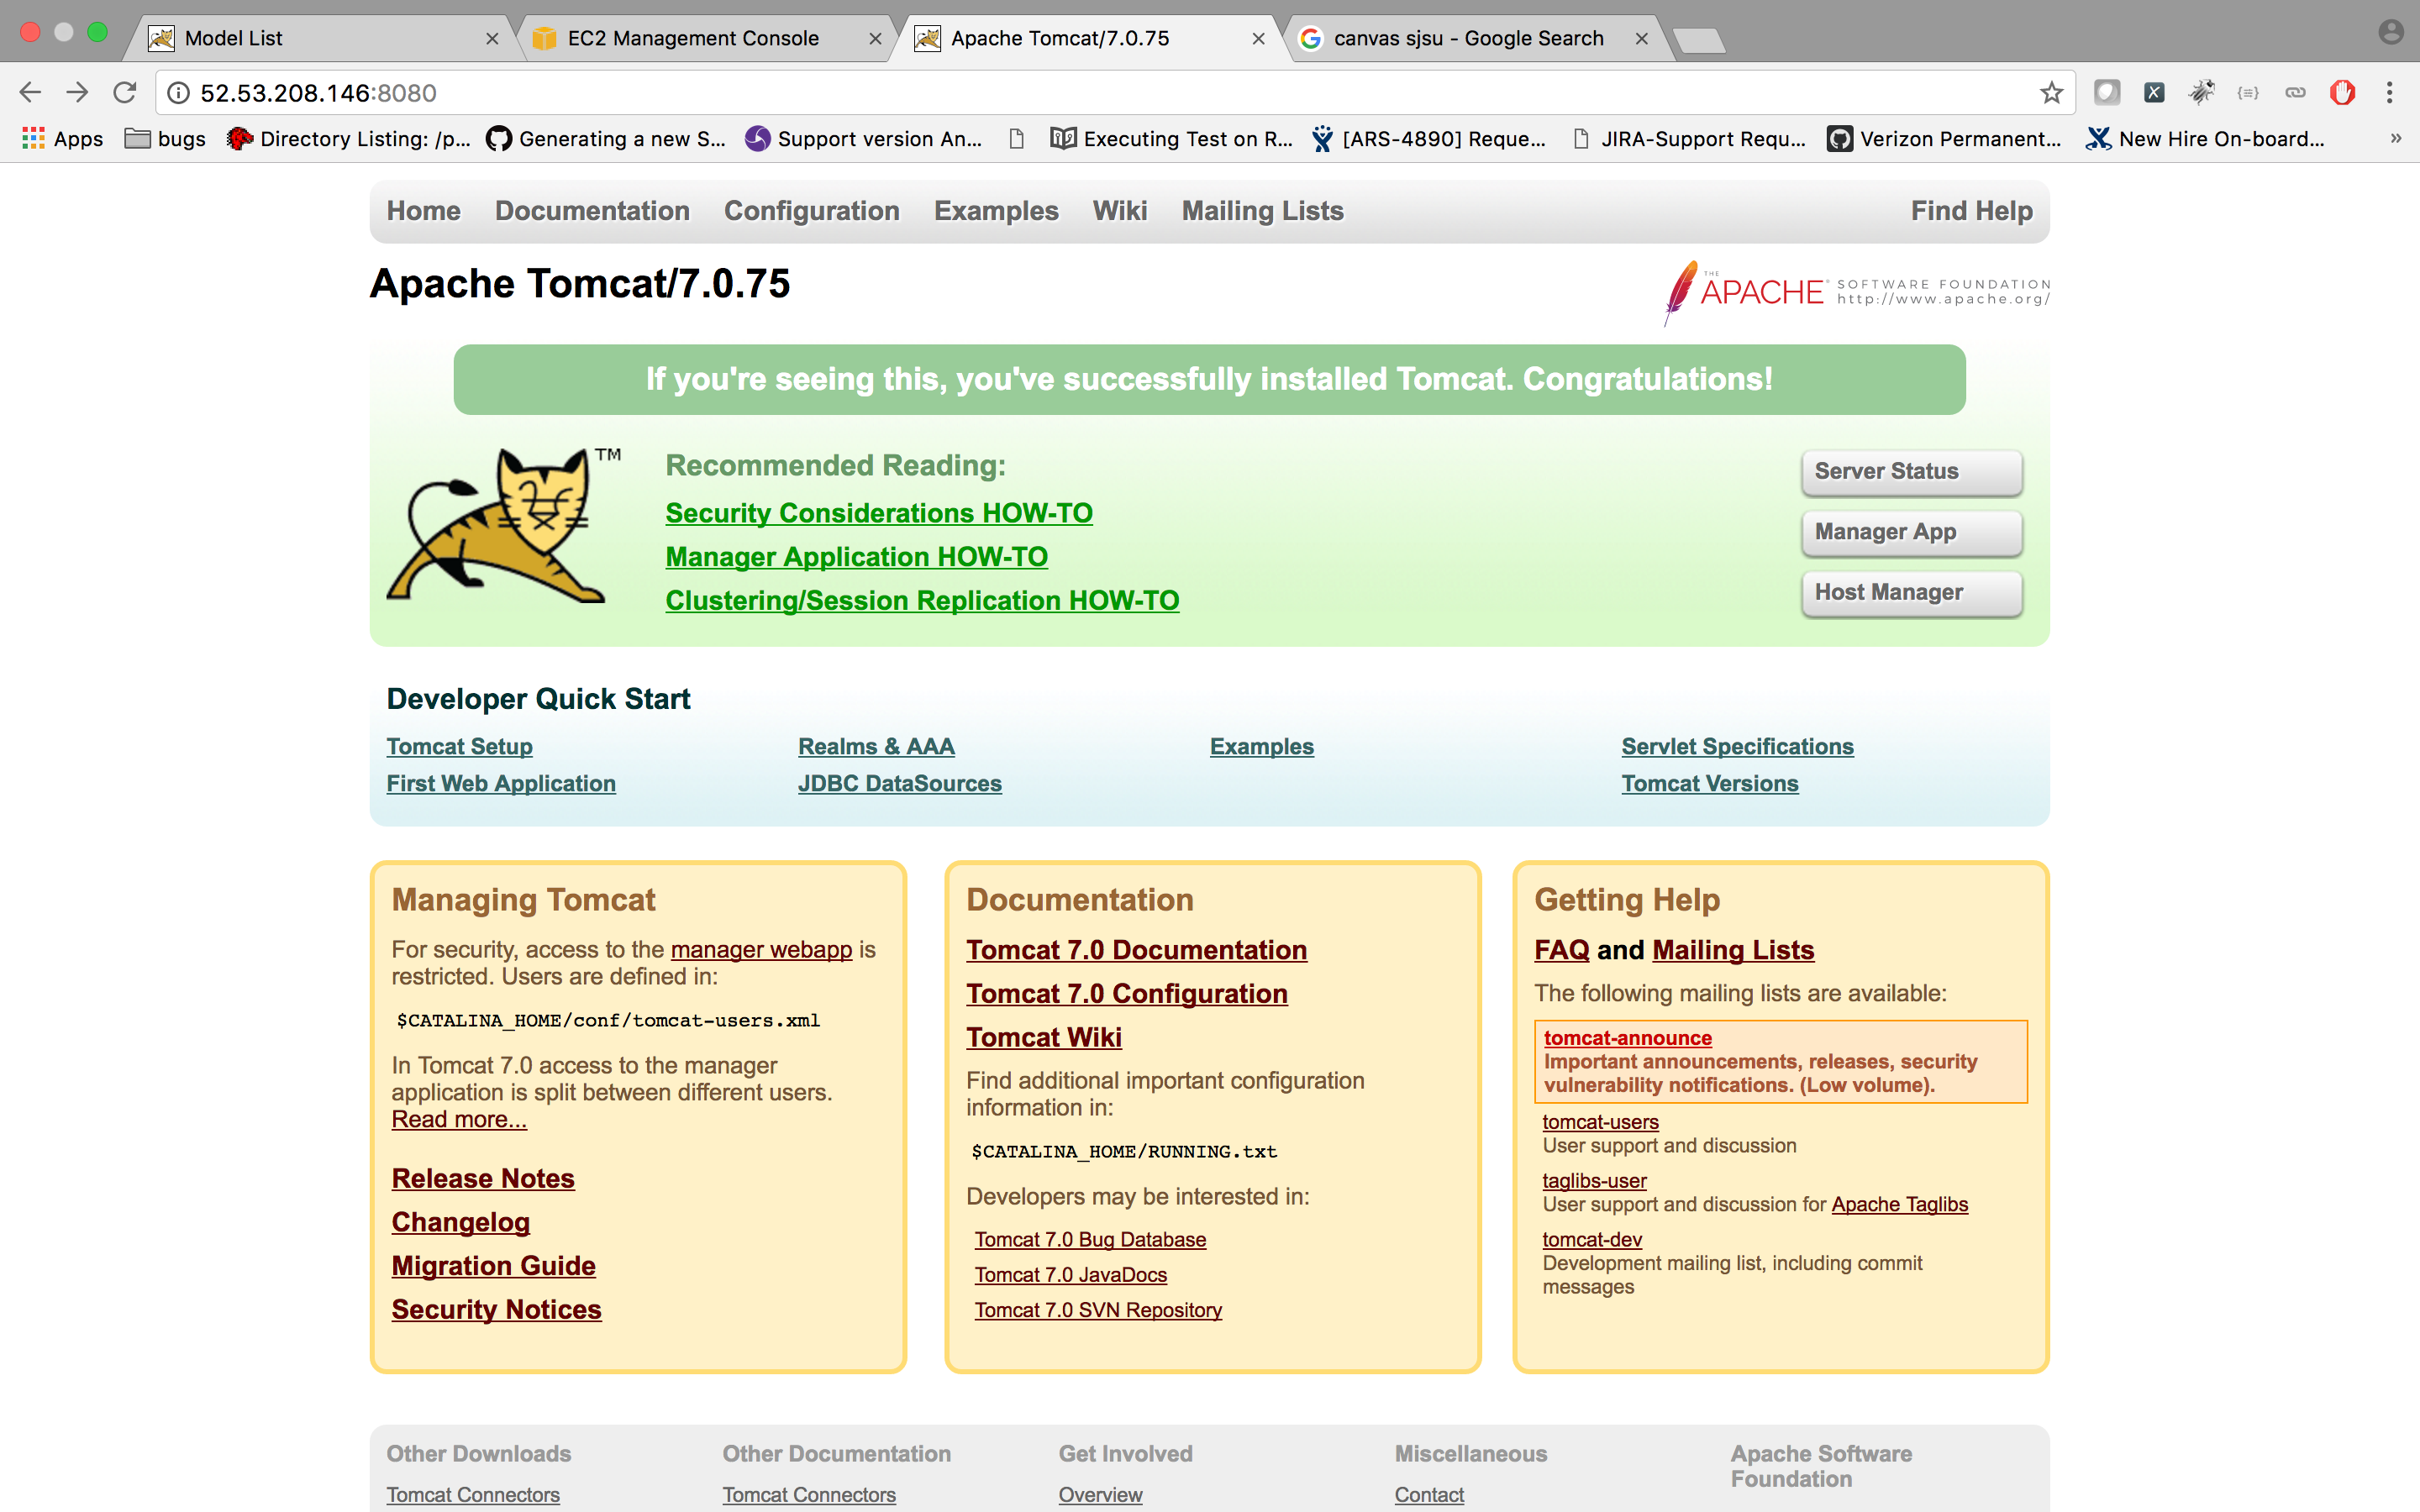 Model List
EC2 Management Console
Apache Tomcat/7.0.75
canvas sjsu - Google Search
52.53.208.146:8080
Apps
bugs
Directory Listing: /p...
Generating a new S...
Support version An...
Executing Test on R...
[ARS-4890] Reque...
JIRA-Support Requ...
Verizon Permanent...
New Hire On-board...
»
Home
Documentation
Configuration
Examples
Wiki
Mailing Lists
Find Help
Apache Tomcat/7.0.75
THE
APACHE®
SOFTWARE FOUNDATION
http://www.apache.org/
If you're seeing this, you've successfully installed Tomcat. Congratulations!
TM
Recommended Reading:
Security Considerations HOW-TO
Manager Application HOW-TO
Clustering/Session Replication HOW-TO
Server Status
Manager App
Host Manager
Developer Quick Start
Tomcat Setup
First Web Application
Realms & AAA
JDBC DataSources
Examples
Servlet Specifications
Tomcat Versions
Managing Tomcat
For security, access to the manager webapp is
restricted. Users are defined in:
$CATALINA_HOME/conf/tomcat-users.xml
In Tomcat 7.0 access to the manager
application is split between different users.
Read more...
Release Notes
Changelog
Migration Guide
Security Notices
Documentation
Tomcat 7.0 Documentation
Tomcat 7.0 Configuration
Tomcat Wiki
Find additional important configuration
information in:
$CATALINA_HOME/RUNNING.txt
Developers may be interested in:
Tomcat 7.0 Bug Database
Tomcat 7.0 JavaDocs
Tomcat 7.0 SVN Repository
Getting Help
FAQ and Mailing Lists
The following mailing lists are available:
tomcat-announce
Important announcements, releases, security
vulnerability notifications. (Low volume).
tomcat-users
User support and discussion
taglibs-user
User support and discussion for Apache Taglibs
tomcat-dev
Development mailing list, including commit
messages
Other Downloads
Tomcat Connectors
Other Documentation
Tomcat Connectors
Get Involved
Overview
Miscellaneous
Contact
Apache Software
Foundation